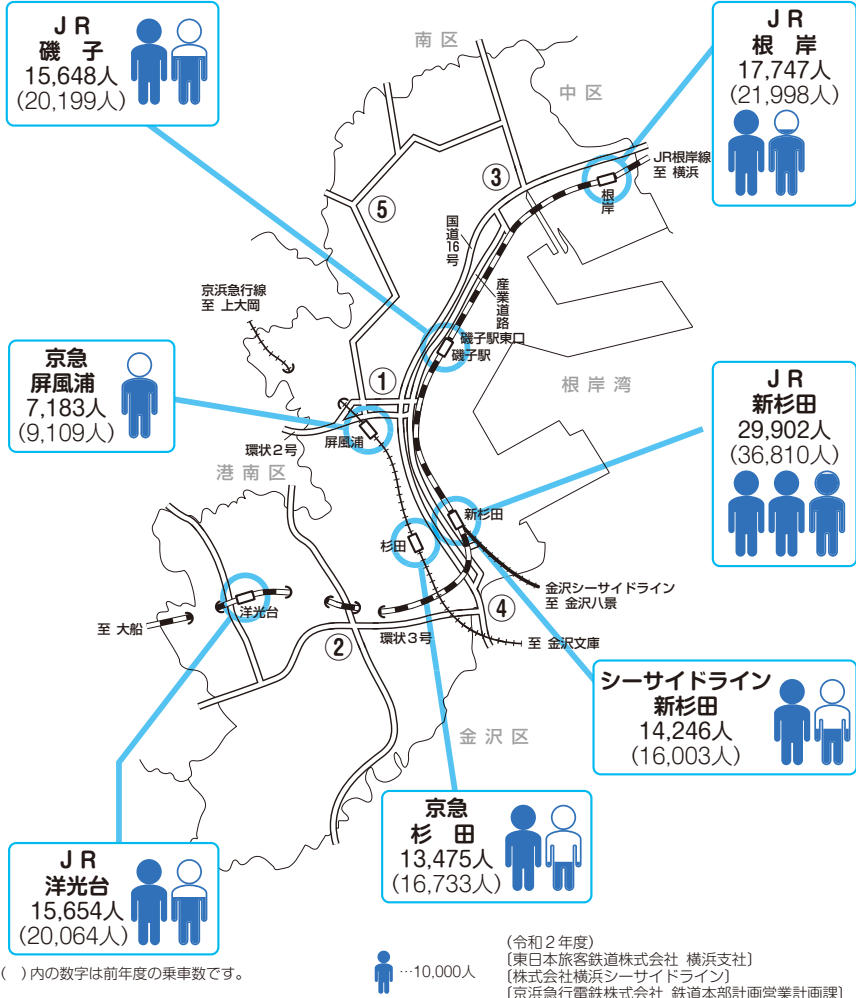 JR
磯 子
15,648人
(20,199人)
JR
根 岸
17,747人
(21,998人)
南区
中区
JR根岸線
至 横浜
根岸
③
⑤
国道16号
産業道路
京浜急行線
至 上大岡
磯子駅東口
磯子駅
根岸湾
京急
屏風浦
7,183人
(9,109人)
①
環状2号
屏風浦
港南区
JR
新杉田
29,902人
(36,810人)
新杉田
杉田
金沢シーサイドライン
至 金沢八景
洋光台
至 大船
②
環状3号
④
至 金沢文庫
金沢区
シーサイドライン
新杉田
14,246人
(16,003人)
京急
杉 田
13,475人
(16,733人)
JR
洋光台
15,654人
(20,064人)
( )内の数字は前年度の乗車数です。
…10,000人
(令和2年度)
〔東日本旅客鉄道株式会社 横浜支社〕
〔株式会社横浜シーサイドライン〕
〔京浜急行電鉄株式会社 鉄道本部計画営業計画課〕